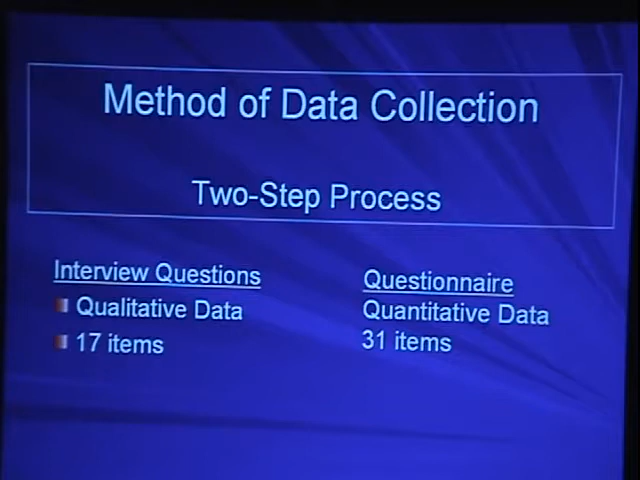 Method of Data Collection
Two-Step Process
Interview Questions
Qualitative Data
17 items
Questionnaire
Quantitative Data
31 items